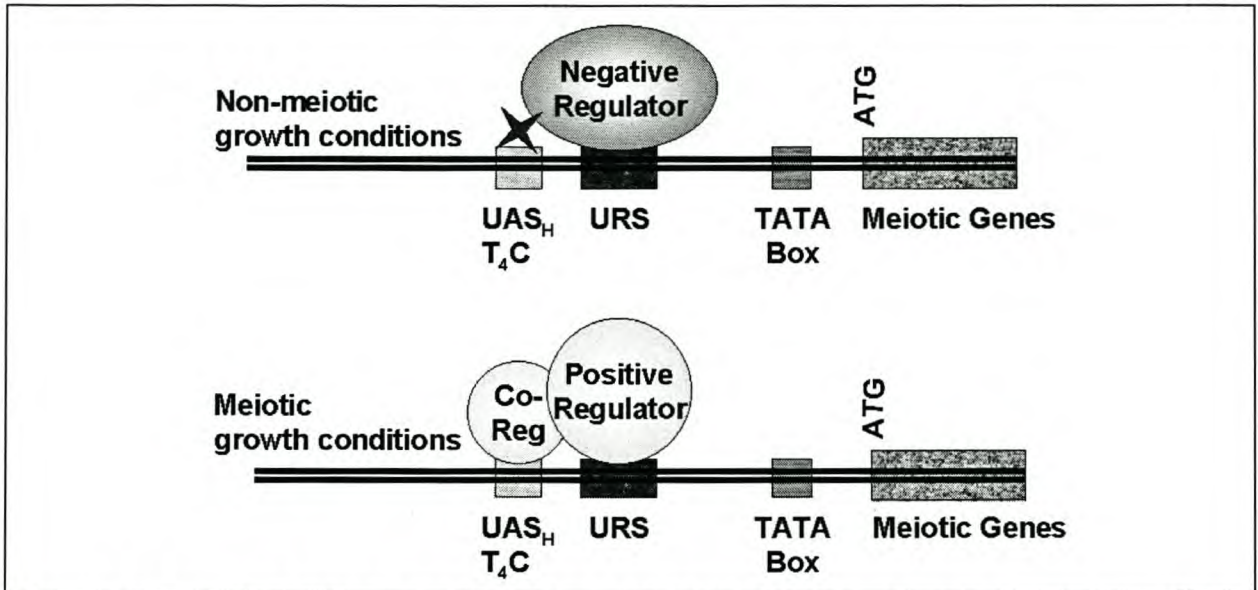 Negative
Regulator
Non-meiotic
growth conditions
ATG
UASH
T4C
URS
TATA
Box
Meiotic Genes
Positive
Regulator
Co-
Reg
Meiotic
growth conditions
ATG
UASH
T4C
URS
TATA
Box
Meiotic Genes